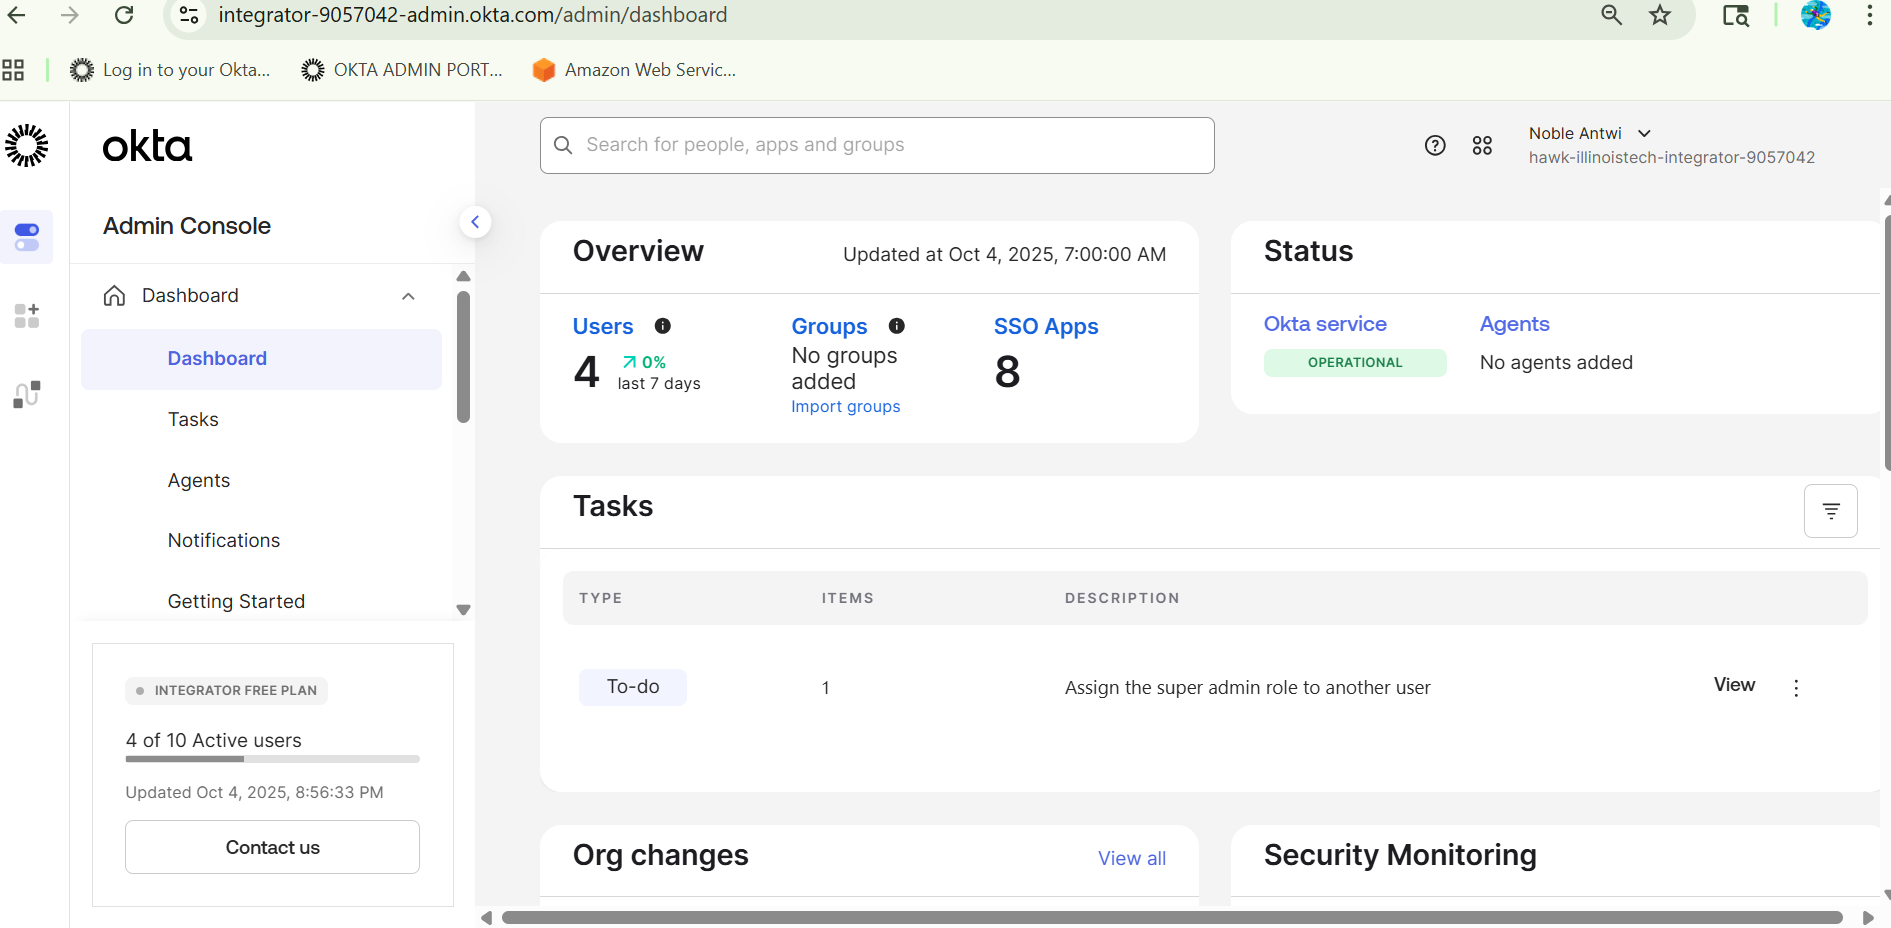 integrator-9057042-admin.okta.com/admin/dashboard
Log in to your Okta...
OKTA ADMIN PORT...
Amazon Web Servic...
okta
Admin Console
Dashboard
Dashboard
Tasks
Agents
Notifications
Getting Started
INTEGRATOR FREE PLAN
4 of 10 Active users
Updated Oct 4, 2025, 8:56:33 PM
Contact us
Search for people, apps and groups
Noble Antwi
hawk-illinoistech-integrator-9057042
Overview
Updated at Oct 4, 2025, 7:00:00 AM
Users
4
0%
last 7 days
Groups
No groups
added
Import groups
SSO Apps
8
Status
Okta service
OPERATIONAL
Agents
No agents added
Tasks
TYPE
ITEMS
DESCRIPTION
To-do
1
Assign the super admin role to another user
View
Org changes
View all
Security Monitoring